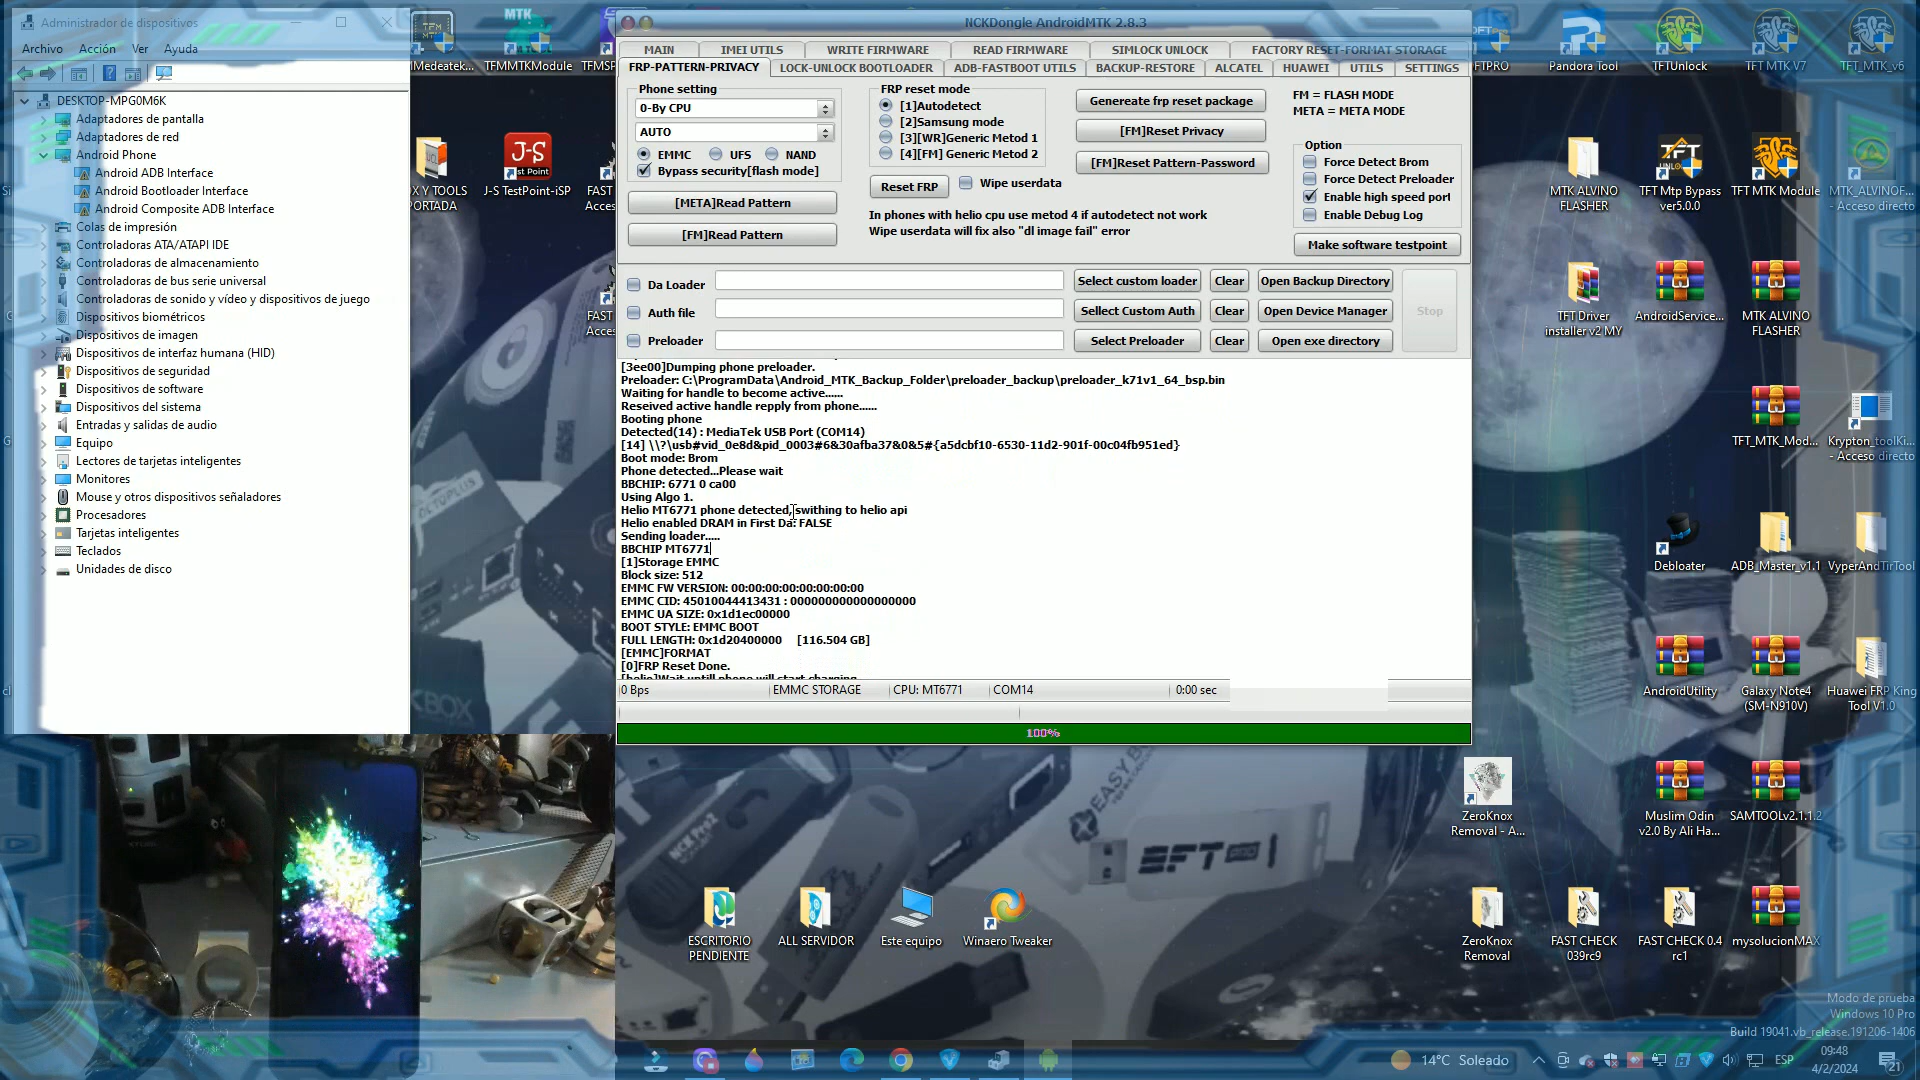 Administrador de dispositivos
Archivo Acción Ver Ayuda
DESKTOP-MPG0M6K
Adaptadores de pantalla
Adaptadores de red
Android Phone
Android ADB Interface
Android Bootloader Interface
Android Composite ADB Interface
Colas de impresión
Controladoras ATA/ATAPI IDE
Controladoras de almacenamiento
Controladoras de bus serie universal
Controladoras de sonido y vídeo y dispositivos de juego
Dispositivos biométricos
Dispositivos de imagen
Dispositivos de interfaz humana (HID)
Dispositivos de seguridad
Dispositivos de software
Dispositivos del sistema
Entradas y salidas de audio
Equipo
Lectores de tarjetas inteligentes
Monitores
Mouse y otros dispositivos señaladores
Procesadores
Tarjetas inteligentes
Teclados
Unidades de disco
TFMMTKModule
J-S TestPoint-iSP
NCKDongle AndroidMTK 2.8.3
MAIN IMEI UTILS WRITE FIRMWARE READ FIRMWARE SIMLOCK UNLOCK FACTORY RESET-FORMAT STORAGE
FRP-PATTERN-PRIVACY LOCK-UNLOCK BOOTLOADER ADB-FASTBOOT UTILS BACKUP-RESTORE ALCATEL HUAWEI UTILS SETTINGS
Phone setting
0-By CPU
AUTO
EMMC UFS NAND
Bypass security[flash mode]
[META]Read Pattern
[FM]Read Pattern
FRP reset mode
[1]Autodetect
[2]Samsung mode
[3][WR]Generic Metod 1
[4][FM] Generic Metod 2
Reset FRP Wipe userdata
In phones with helio cpu use metod 4 if autodetect not work
Wipe userdata will fix also "dl image fail" error
Genereate frp reset package
[FM]Reset Privacy
[FM]Reset Pattern-Password
FM = FLASH MODE
META = META MODE
Option
Force Detect Brom
Force Detect Preloader
Enable high speed port
Enable Debug Log
Make software testpoint
Da Loader Select custom loader Clear Open Backup Directory
Auth file Sellect Custom Auth Clear Open Device Manager
Preloader Select Preloader Clear Open exe directory
Stop
[3ee00]Dumping phone preloader.
Preloader: C:\ProgramData\Android_MTK_Backup_Folder\preloader_backup\preloader_k71v1_64_bsp.bin
Waiting for handle to become active......
Reseived active handle repply from phone......
Booting phone
Detected(14) : MediaTek USB Port (COM14)
[14] \\?\usb#vid_0e8d&pid_0003#6&30afba37&0&5#{a5dcbf10-6530-11d2-901f-00c04fb951ed}
Boot mode: Brom
Phone detected...Please wait
BBCHIP: 6771 0 ca00
Using Algo 1.
Helio MT6771 phone detected,swithing to helio api
Helio enabled DRAM in First Da: FALSE
Sending loader.....
BBCHIP MT6771
[1]Storage EMMC
Block size: 512
EMMC FW VERSION: 00:00:00:00:00:00:00:00
EMMC CID: 45010044413431 : 000000000000000000
EMMC UA SIZE: 0x1d1ec00000
BOOT STYLE: EMMC BOOT
FULL LENGTH: 0x1d20400000 [116.504 GB]
[EMMC]FORMAT
[0]FRP Reset Done.
[helio]Wait untill phone will start charging
0 Bps EMMC STORAGE CPU: MT6771 COM14 0:00 sec
100%
Pandora Tool
TFTUnlock
TFT MTK V7
TFT_MTK_v6
MTK ALVINO
FLASHER
TFT Mtp Bypass
ver5.0.0
TFT MTK Module
MTK_ALVINOF...
- Acceso directo
TFT Driver
installer v2 MY
AndroidService...
MTK ALVINO
FLASHER
TFT_MTK_Mod...
Krypton_toolKi...
- Acceso directo
Debloater
ADB_Master_v1.1
VyperAndTirTool
AndroidUtility
Galaxy Note4
(SM-N910V)
Huawei FRP King
Tool V1.0
ZeroKnox
Removal - A...
Muslim Odin
v2.0 By Ali Ha...
SAMTOOLv2.1.1.2
ESCRITORIO
PENDIENTE
ALL SERVIDOR
Este equipo
Winaero Tweaker
ZeroKnox
Removal
FAST CHECK
039rc9
FAST CHECK 0.4
rc1
mysolucionMAX
Modo de prueba
Windows 10 Pro
Build 19041.vb_release.191206-1406
14°C Soleado
ESP
09:48
4/2/2024
21